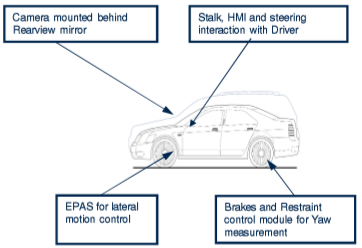 Camera mounted behind
Rearview mirror
Stalk, HMI and steering
interaction with Driver
EPAS for lateral
motion control
Brakes and Restraint
control module for Yaw
measurement